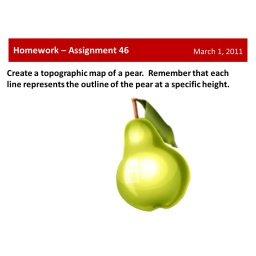 Homework – Assignment 46
March 1, 2011
Create a topographic map of a pear. Remember that each
line represents the outline of the pear at a specific height.